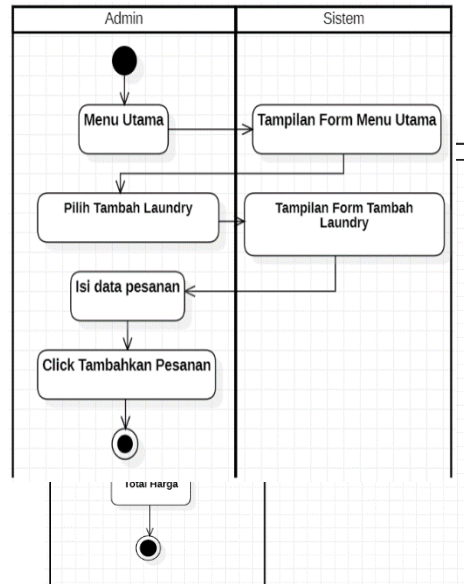 Admin
Sistem
Menu Utama
Tampilan Form Menu Utama
Pilih Tambah Laundry
Tampilan Form Tambah
Laundry
Isi data pesanan
Click Tambahkan Pesanan
Total Harga